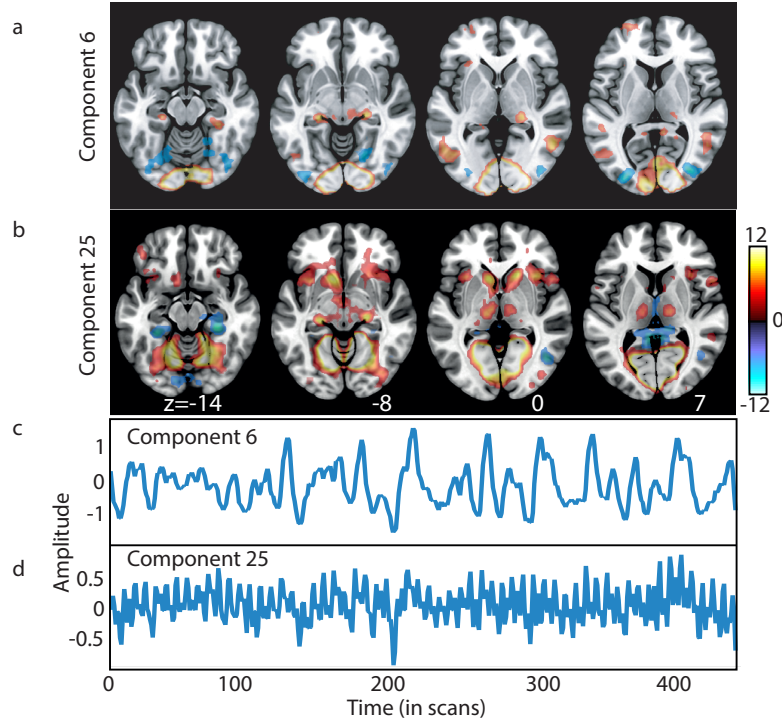 a
Component 6
b
Component 25
12
0
-12
z=-14
-8
0
7
c
Component 6
1
0
-1
Amplitude
d
Component 25
0.5
0
-0.5
0
100
200
300
400
Time (in scans)